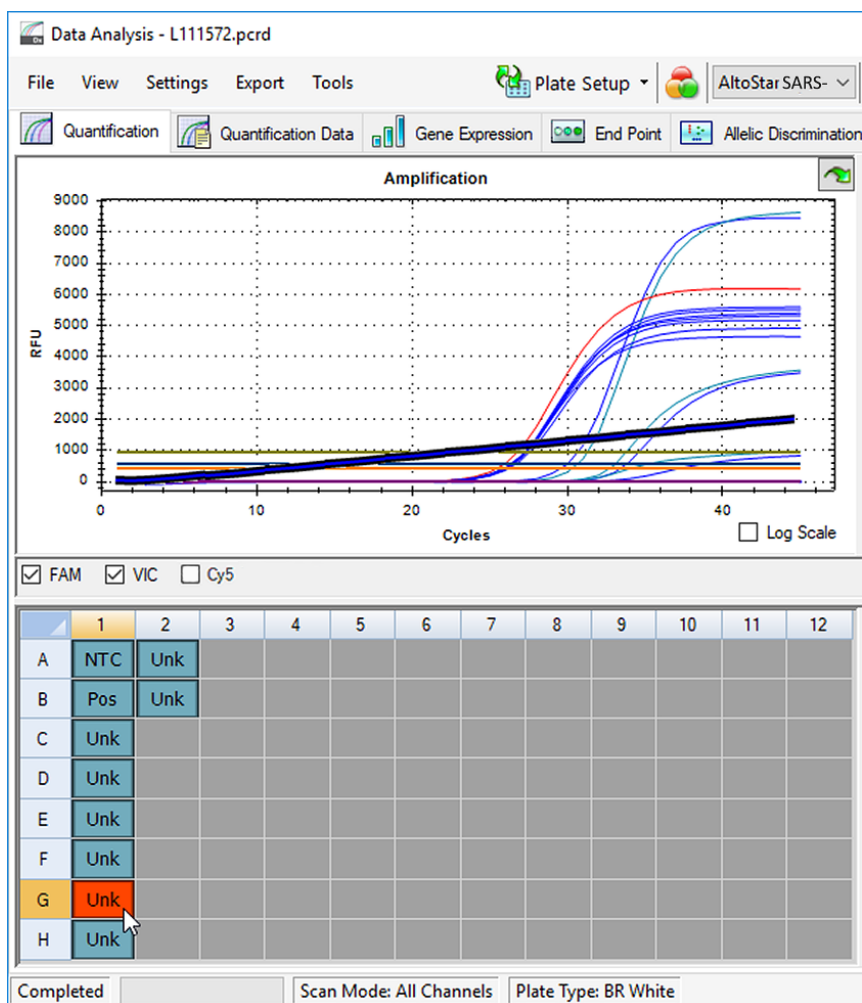 Data Analysis - L111572.pcrd
File View Settings Export Tools Plate Setup AltoStar SARS-
Quantification Quantification Data Gene Expression End Point Allelic Discrimination
Amplification
9000
8000
7000
6000
5000
4000
3000
2000
1000
0
RFU
0 10 20 30 40
Cycles
Log Scale
FAM VIC Cy5
1 2 3 4 5 6 7 8 9 10 11 12
A NTC Unk
B Pos Unk
C Unk
D Unk
E Unk
F Unk
G Unk
H Unk
Completed Scan Mode: All Channels Plate Type: BR White